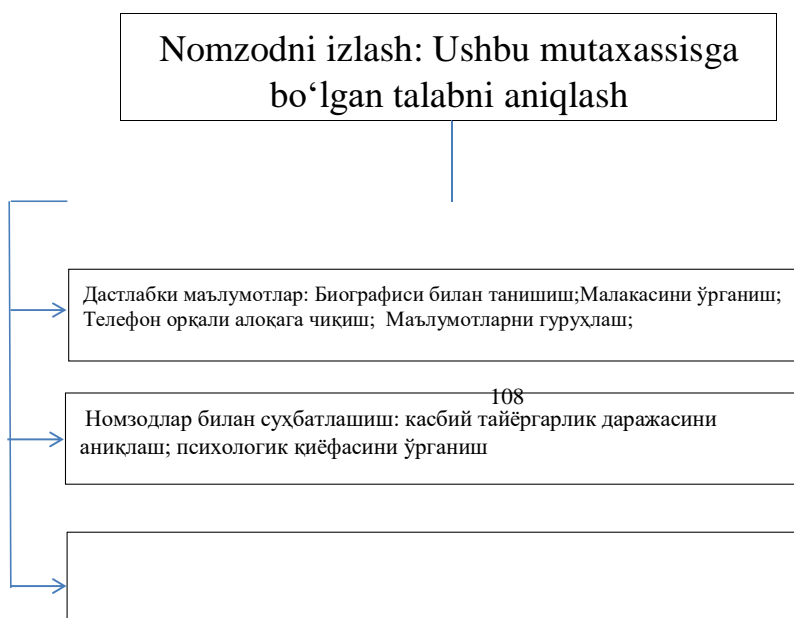 Nomzodni izlash: Ushbu mutaxassisga
bo‘lgan talabni aniqlash
Дастлабки маълумотлар: Биографиси билан танишиш;Малакасини ўрганиш;
Телефон орқали алоқага чиқиш; Маълумотларни гуруҳлаш;
108
Номзодлар билан суҳбатлашиш: касбий тайёргарлик даражасини
аниқлаш; психологик қиёфасини ўрганиш